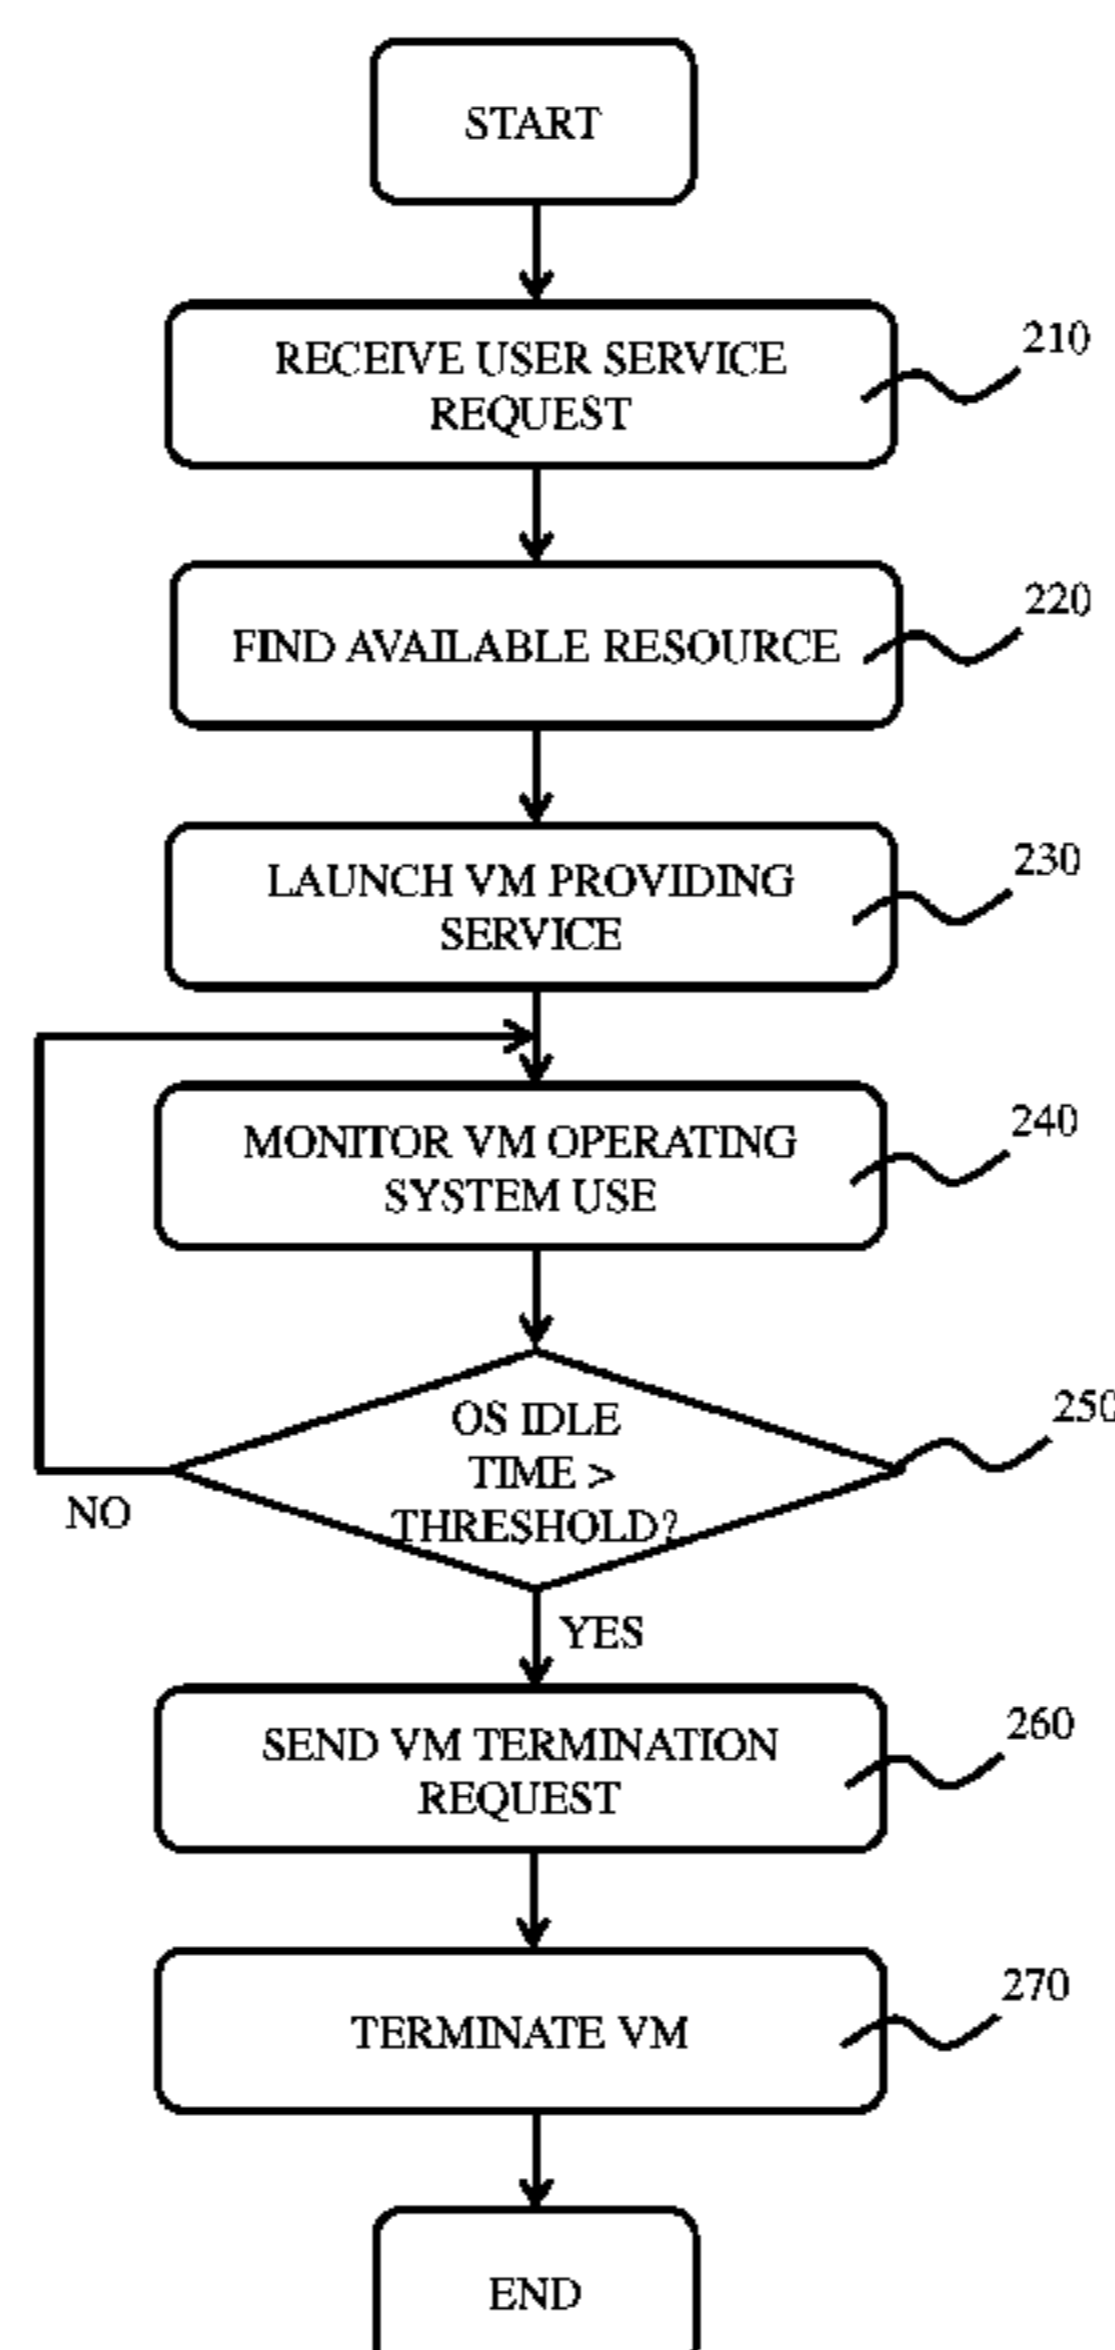 START
RECEIVE USER SERVICE
REQUEST
210
FIND AVAILABLE RESOURCE
220
LAUNCH VM PROVIDING
SERVICE
230
MONITOR VM OPERATING
SYSTEM USE
240
OS IDLE
TIME >
THRESHOLD?
250
NO
YES
SEND VM TERMINATION
REQUEST
260
TERMINATE VM
270
END